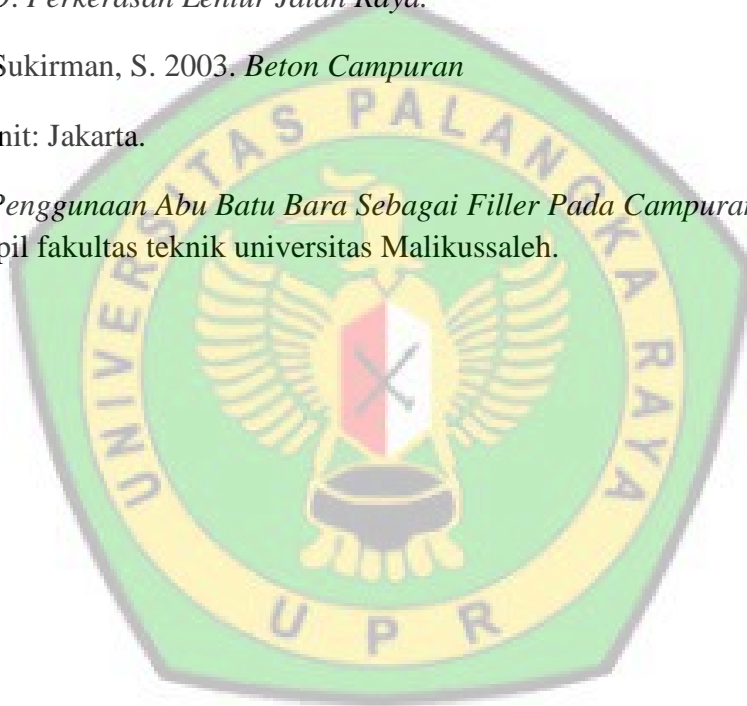 Perkerasan Lentur Jalan Raya.
Sukirman, S. 2003. Beton Campuran
nit: Jakarta.
Penggunaan Abu Batu Bara Sebagai Filler Pada Campuran
pil fakultas teknik universitas Malikussaleh.
UNIVERSITAS PALANGKA RAYA
UPR